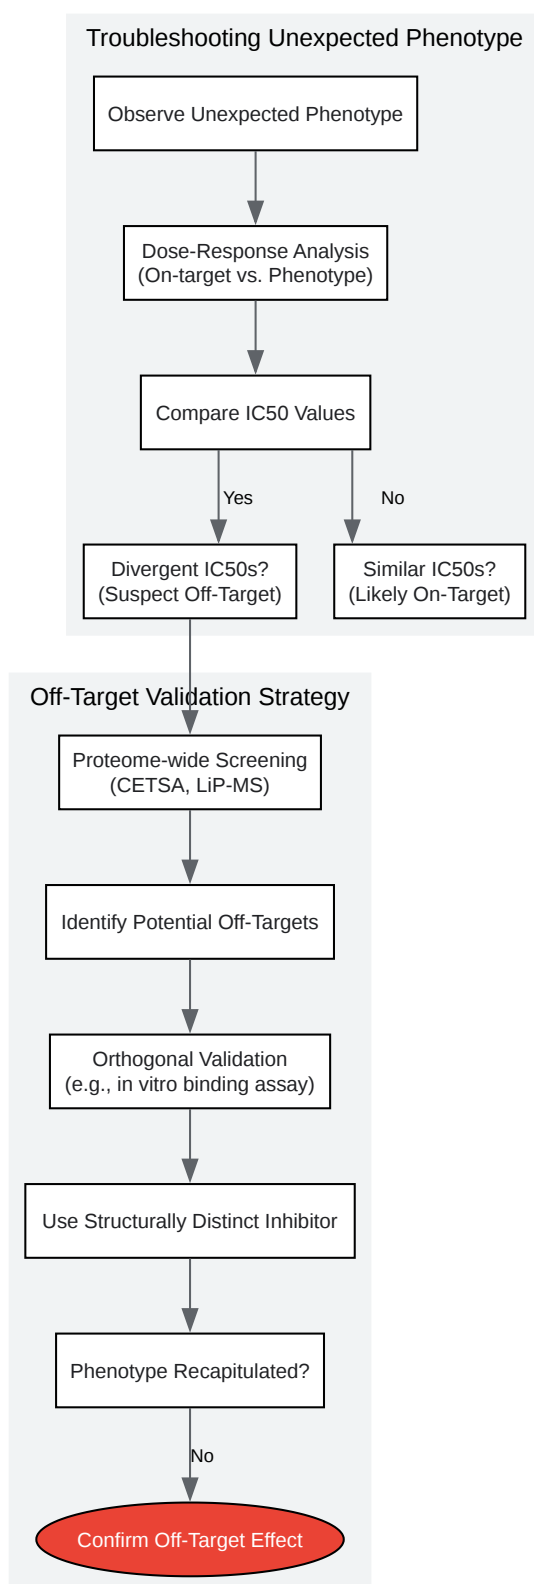 Troubleshooting Unexpected Phenotype
Observe Unexpected Phenotype
Dose-Response Analysis
(On-target vs. Phenotype)
Compare IC50 Values
Yes
No
Divergent IC50s?
(Suspect Off-Target)
Similar IC50s?
(Likely On-Target)
Off-Target Validation Strategy
Proteome-wide Screening
(CETSA, LiP-MS)
Identify Potential Off-Targets
Orthogonal Validation
(e.g., in vitro binding assay)
Use Structurally Distinct Inhibitor
Phenotype Recapitulated?
No
Confirm Off-Target Effect